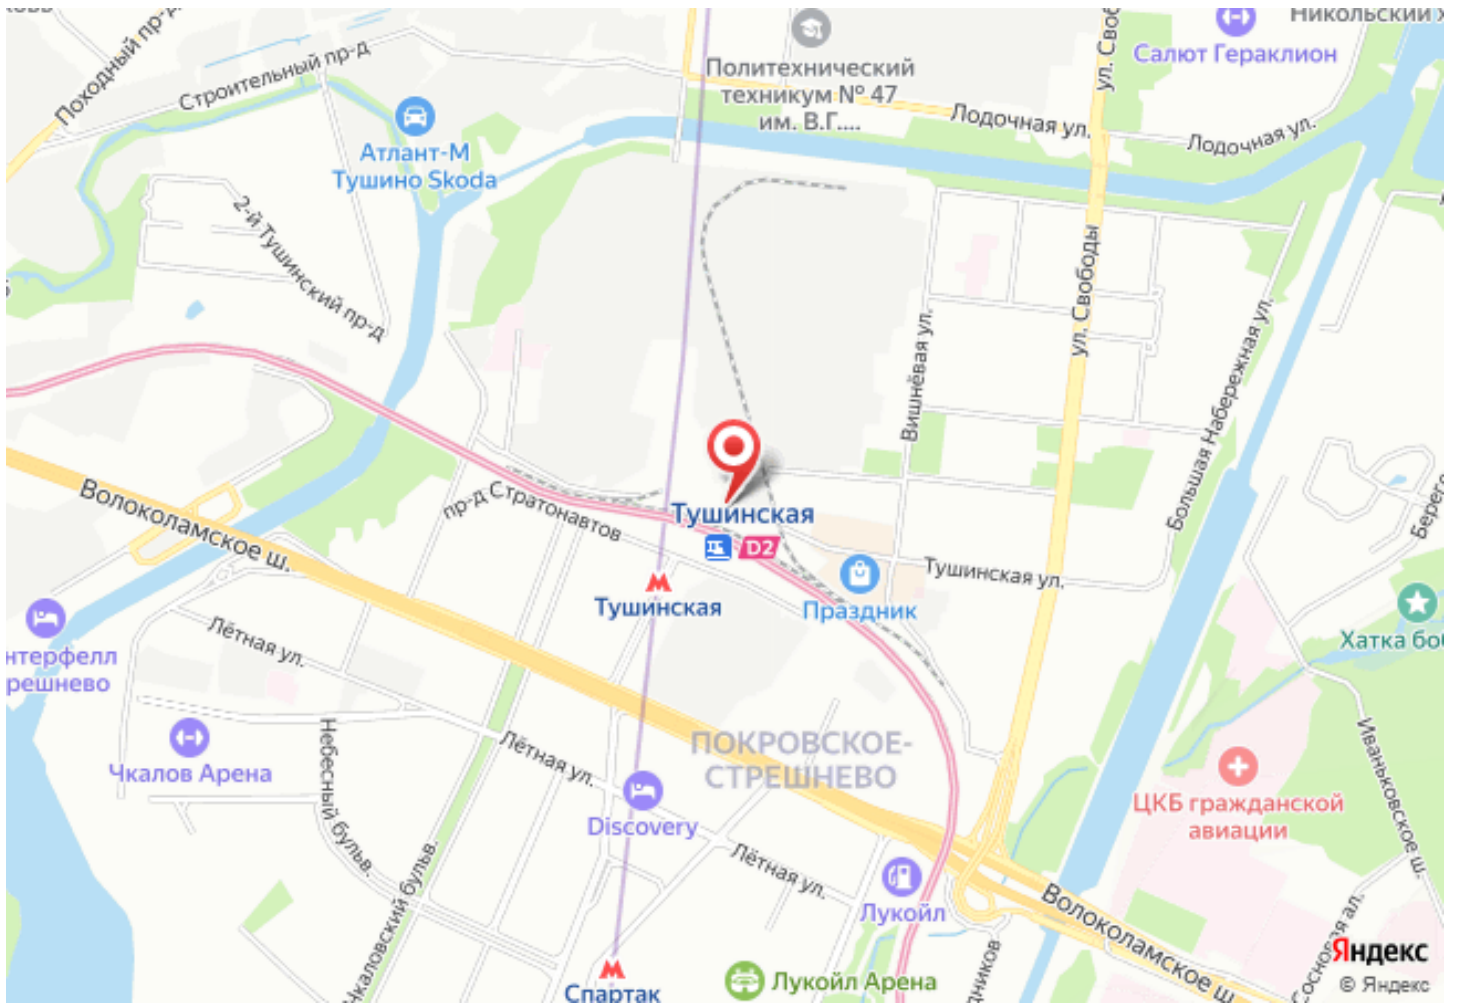 Походный пр-д
Строительный пр-д
Политехнический
техникум № 47
им. В.Г....
ул. Свободы
Салют Гераклион
Никольский
Лодочная ул.
Лодочная ул.
Атлант-М
Тушино Skoda
2-й Тушинский пр-д
ул. Свободы
Вишнёвая ул.
Большая Набережная ул.
Волоколамское ш.
пр-д Стратонавтов
Тушинская
D2
Тушинская
Тушинская ул.
Праздник
Лётная ул.
Хатка
Небесный бульв.
Чкалов Арена
Лётная ул.
ПОКРОВСКОЕ-
СТРЕШНЕВО
Discovery
ЦКБ гражданской
авиации
Иваньковское ш.
Лётная ул.
Чкаловский бульв.
Лукойл
Волоколамское ш.
Сосновая ал.
Спартак
Лукойл Арена
Яндекс
© Яндекс